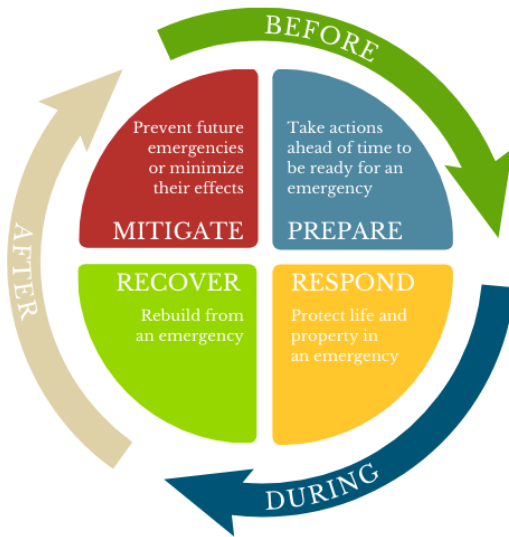 BEFORE
Prevent future
emergencies
or minimize
their effects
MITIGATE
Take actions
ahead of time to
be ready for an
emergency
PREPARE
AFTER
RECOVER
Rebuild from
an emergency
RESPOND
Protect life and
property in
an emergency
DURING